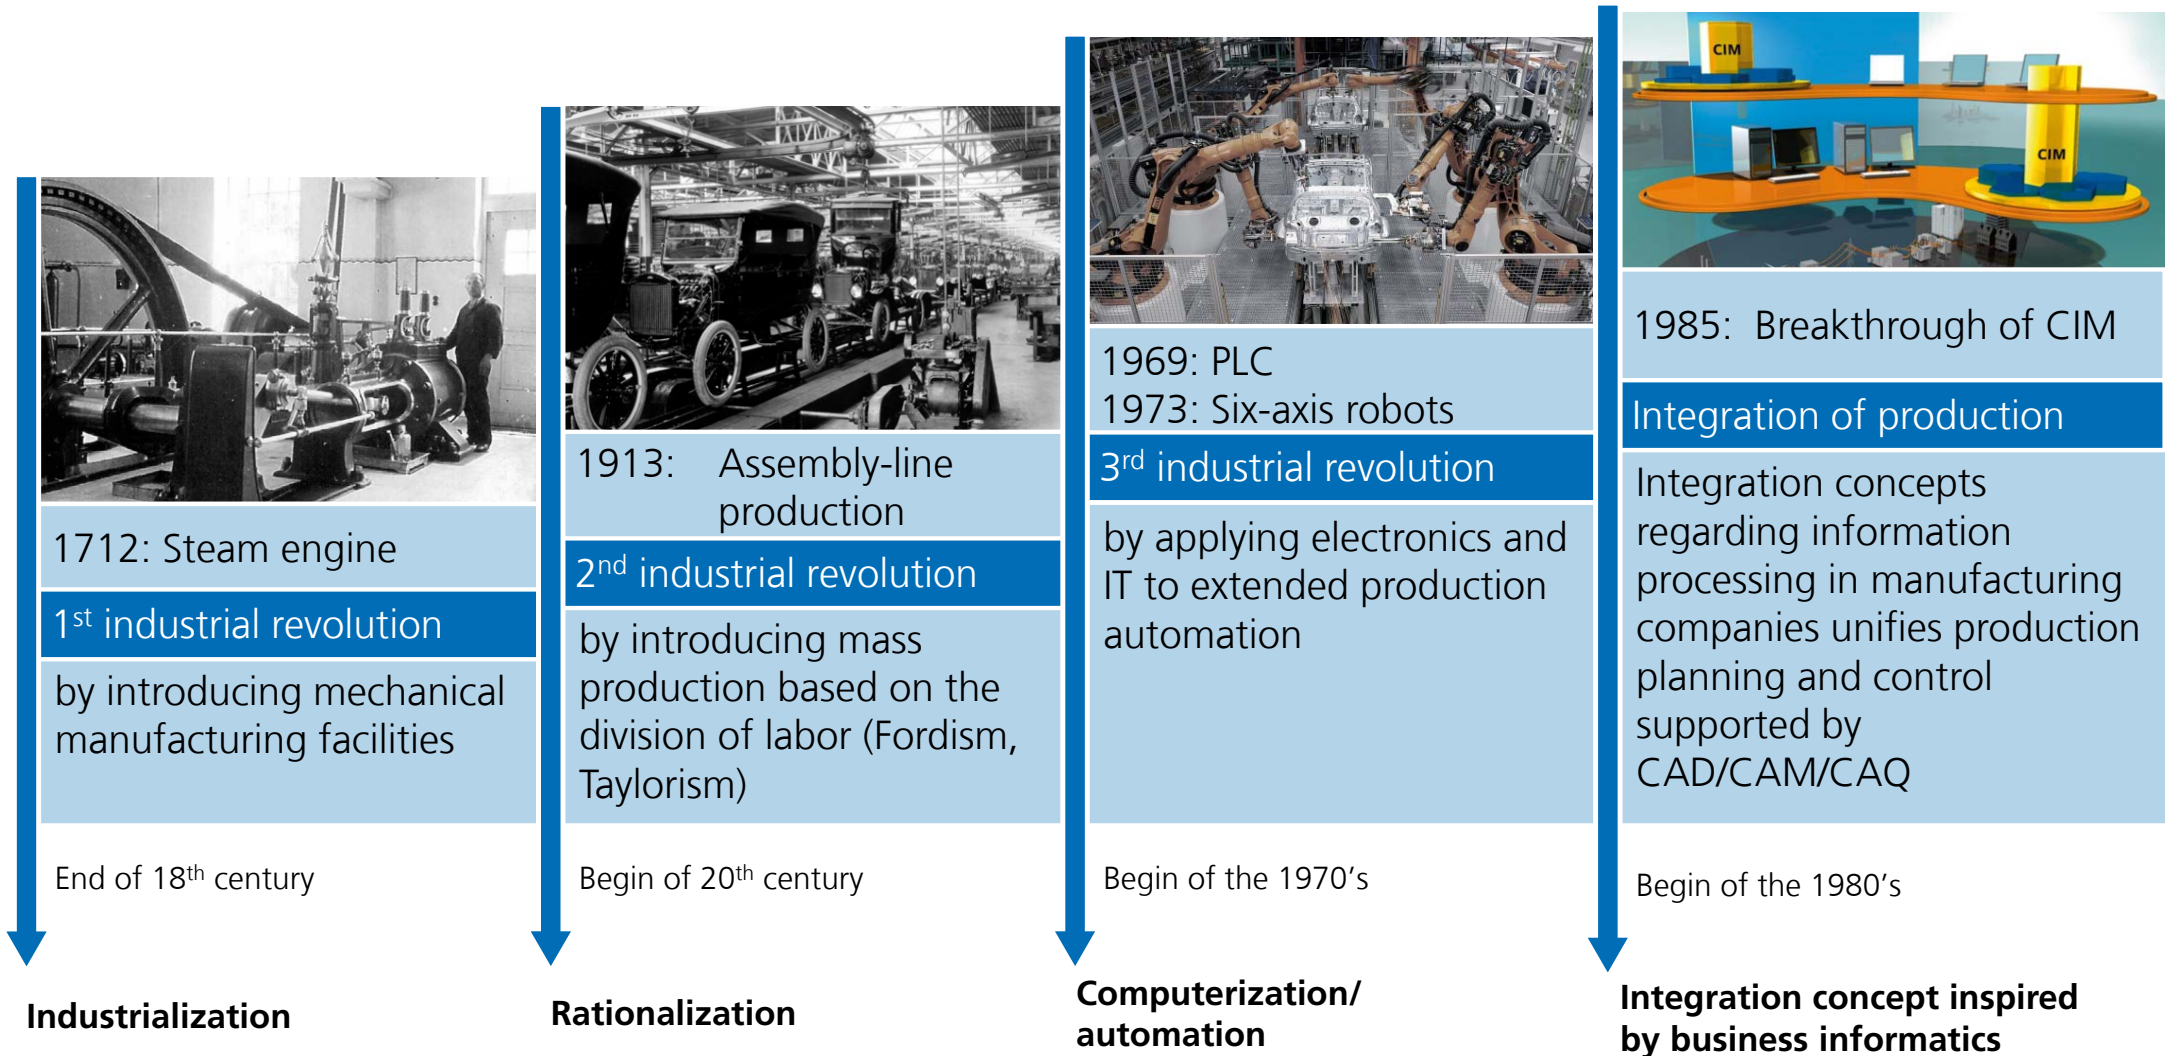 1712: Steam engine
1st industrial revolution
by introducing mechanical
manufacturing facilities
End of 18th century
Industrialization
1913: Assembly-line
production
2nd industrial revolution
by introducing mass
production based on the
division of labor (Fordism,
Taylorism)
Begin of 20th century
Rationalization
1969: PLC
1973: Six-axis robots
3rd industrial revolution
by applying electronics and
IT to extended production
automation
Begin of the 1970's
Computerization/
automation
CIM
CIM
1985: Breakthrough of CIM
Integration of production
Integration concepts
regarding information
processing in manufacturing
companies unifies production
planning and control
supported by
CAD/CAM/CAQ
Begin of the 1980's
Integration concept inspired
by business informatics